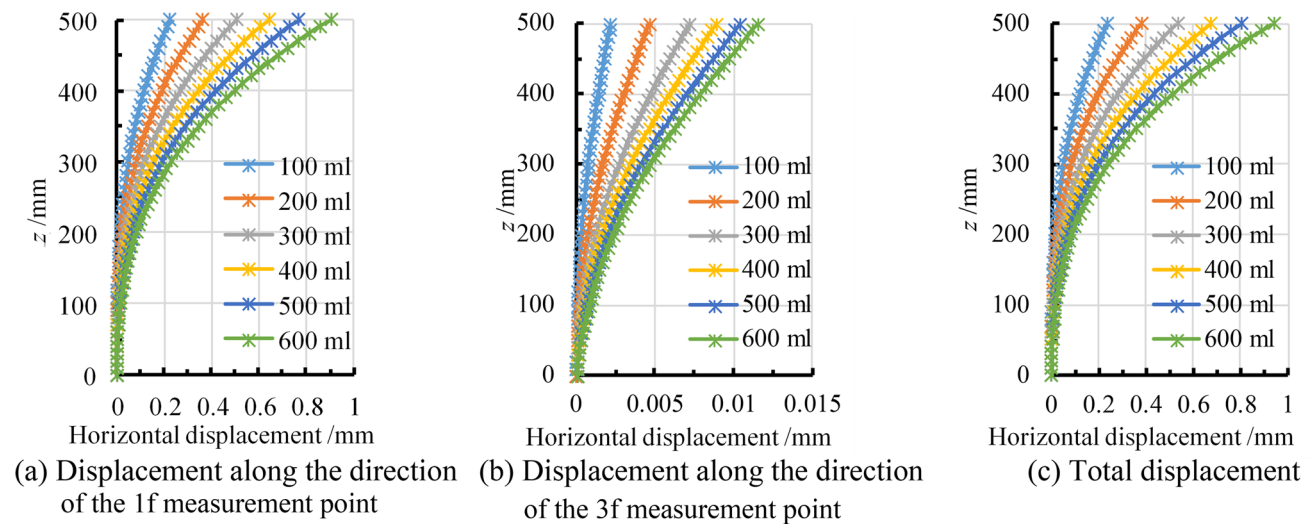 500
400
300
200
100
0
z /mm
100 ml
200 ml
300 ml
400 ml
500 ml
600 ml
0 0.2 0.4 0.6 0.8 1
Horizontal displacement /mm
(a) Displacement along the direction
of the 1f measurement point
500
400
300
200
100
0
z /mm
100 ml
200 ml
300 ml
400 ml
500 ml
600 ml
0 0.005 0.01 0.015
Horizontal displacement /mm
(b) Displacement along the direction
of the 3f measurement point
500
400
300
200
100
0
z /mm
100 ml
200 ml
300 ml
400 ml
500 ml
600 ml
0 0.2 0.4 0.6 0.8 1
Horizontal displacement /mm
(c) Total displacement